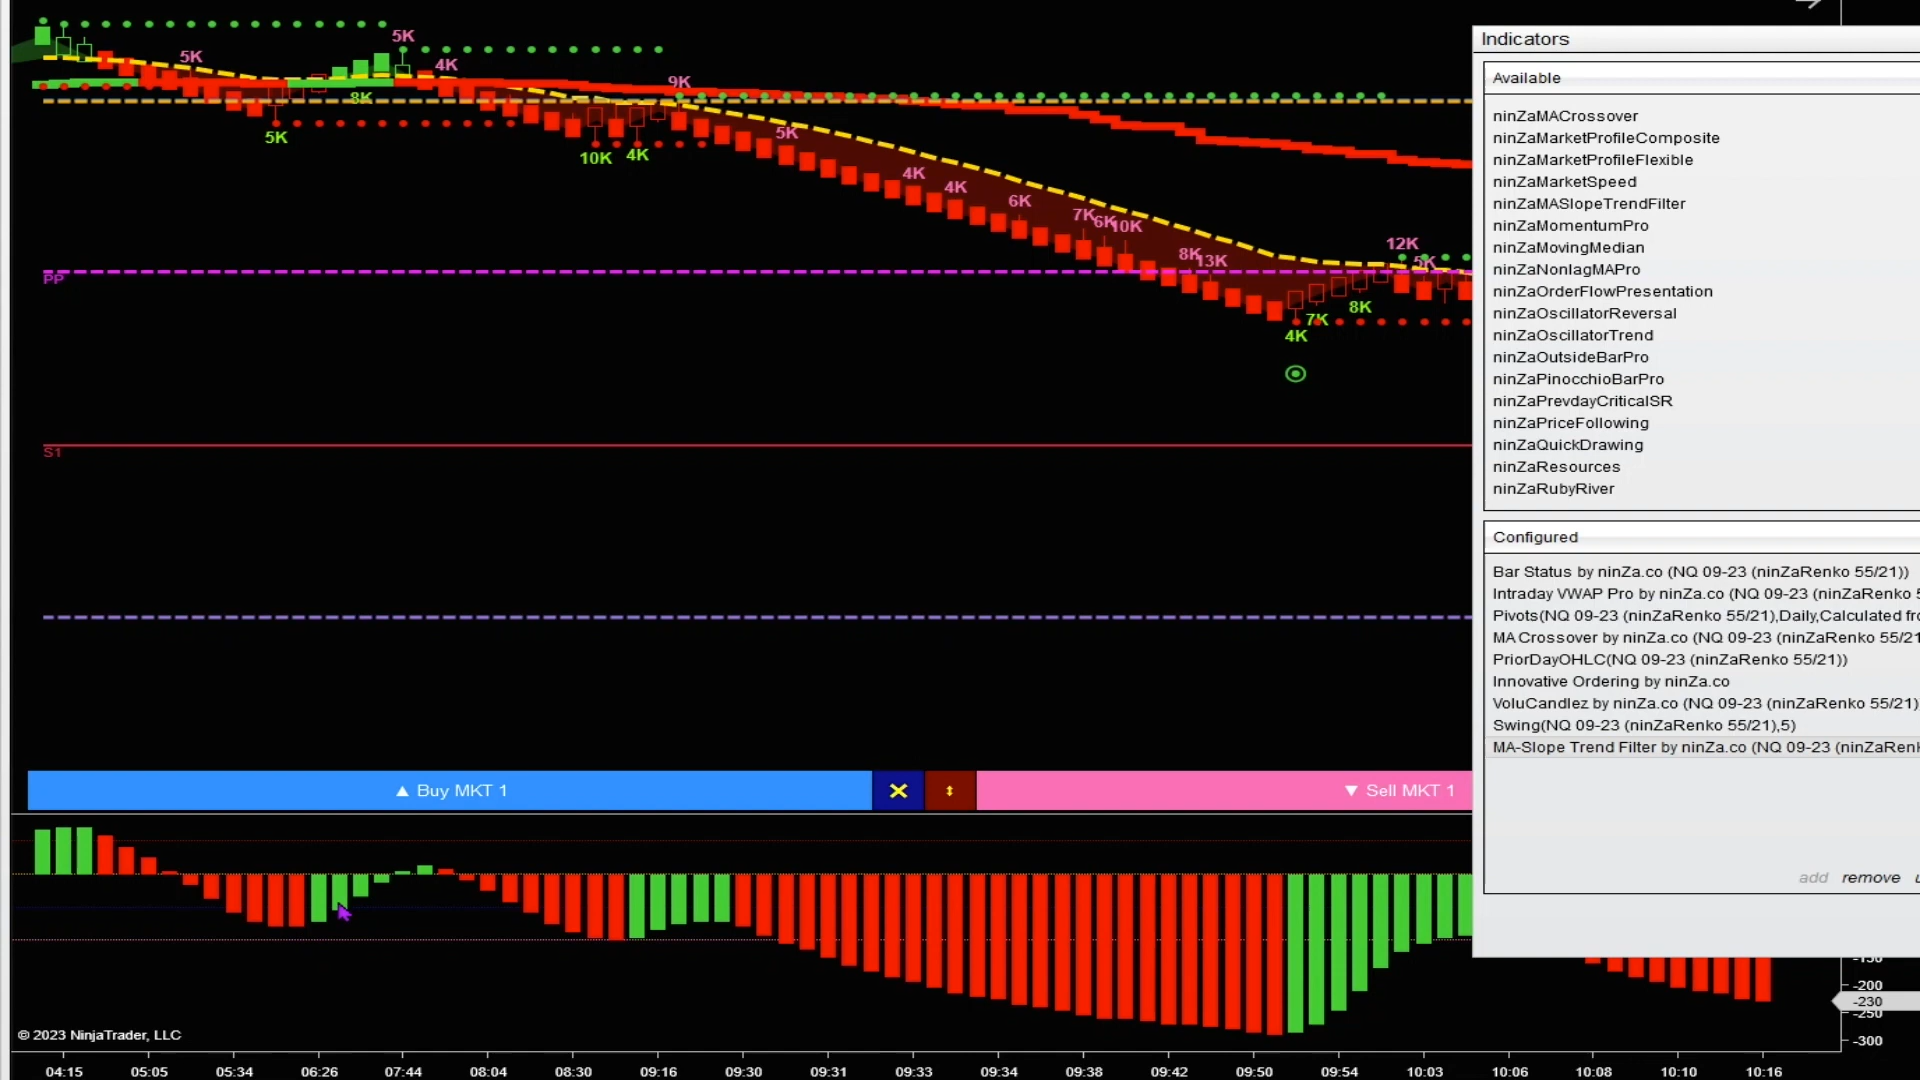 5K
5K
4K
9K
8K
5K
10K
4K
5K
4K
4K
6K
7K
6K
10K
8K
13K
12K
5K
8K
7K
4K
PP
S1
▲ Buy MKT 1
▼ Sell MKT 1
© 2023 NinjaTrader, LLC
04:15 05:05 05:34 06:26 07:44 08:04 08:30 09:16 09:30 09:31 09:33 09:34 09:38 09:42 09:50 09:54 10:03 10:06 10:08 10:10 10:16
Indicators
Available
ninZaMACrossover
ninZaMarketProfileComposite
ninZaMarketProfileFlexible
ninZaMarketSpeed
ninZaMASlopeTrendFilter
ninZaMomentumPro
ninZaMovingMedian
ninZaNonlagMAPro
ninZaOrderFlowPresentation
ninZaOscillatorReversal
ninZaOscillatorTrend
ninZaOutsideBarPro
ninZaPinocchioBarPro
ninZaPrevdayCriticalSR
ninZaPriceFollowing
ninZaQuickDrawing
ninZaResources
ninZaRubyRiver
Configured
Bar Status by ninZa.co (NQ 09-23 (ninZaRenko 55/21))
Intraday VWAP Pro by ninZa.co (NQ 09-23 (ninZaRenko 5
Pivots(NQ 09-23 (ninZaRenko 55/21),Daily,Calculated fro
MA Crossover by ninZa.co (NQ 09-23 (ninZaRenko 55/21
PriorDayOHLC(NQ 09-23 (ninZaRenko 55/21))
Innovative Ordering by ninZa.co
VoluCandlez by ninZa.co (NQ 09-23 (ninZaRenko 55/21)
Swing(NQ 09-23 (ninZaRenko 55/21),5)
MA-Slope Trend Filter by ninZa.co (NQ 09-23 (ninZaRenk
add remove
-150
-200
-230
-250
-300